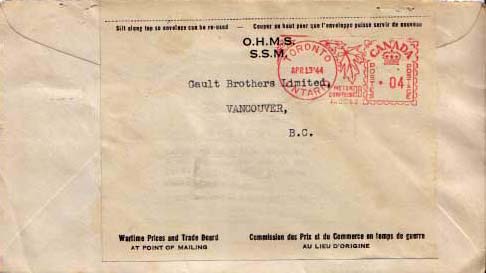 Slit along top so envelope can be re-used — Couper en haut pour que l'enveloppe puisse servir de nouveau
O.H.M.S.
S.S.M.
TORONTO
APR 13 '44
ONTARIO
CANADA
POSTES
04
POSTAGE
METER
Gault Brothers Limited,
VANCOUVER,
B.C.
Wartime Prices and Trade Board
AT POINT OF MAILING
Commission des Prix et du Commerce en temps de guerre
AU LIEU D'ORIGINE